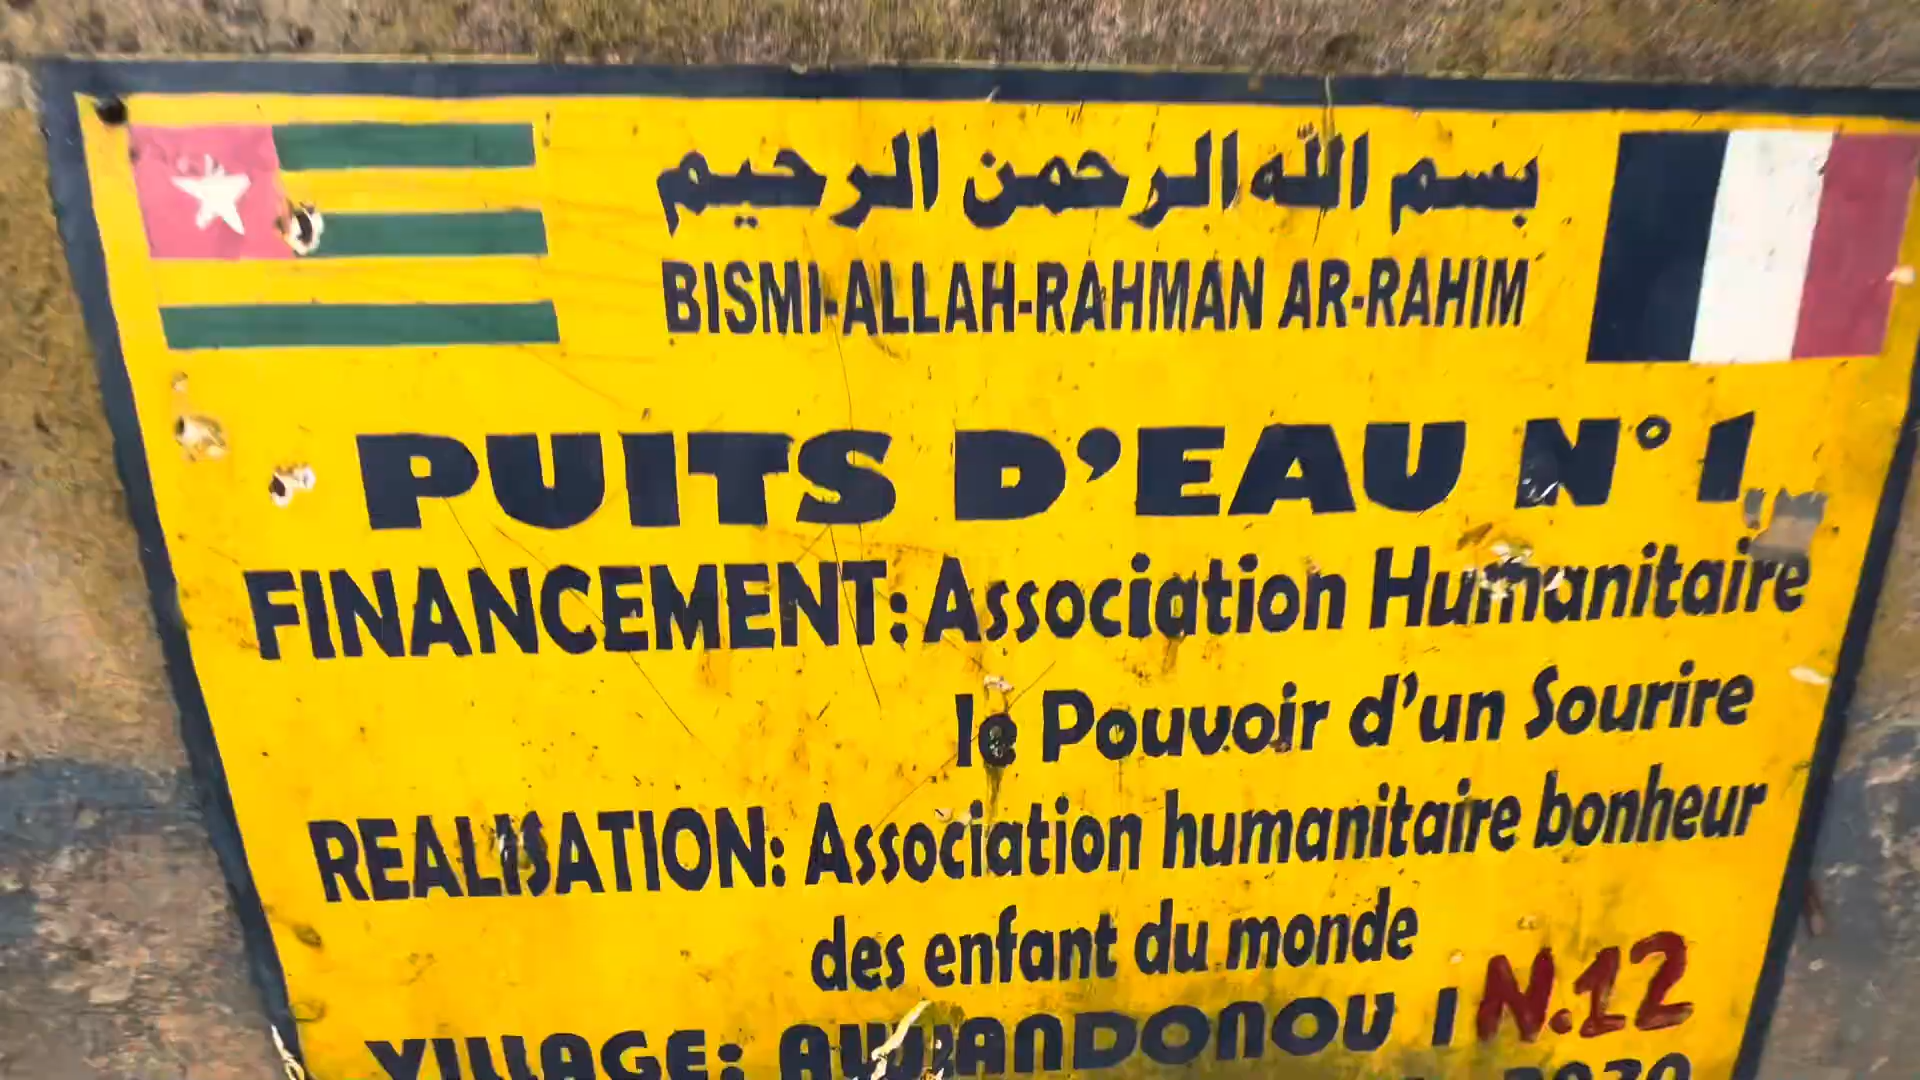 بسم الله الرحمن الرحيم
BISMI-ALLAH-RAHMAN AR-RAHIM
PUITS D'EAU N° 1
FINANCEMENT: Association Humanitaire
le Pouvoir d'un Sourire
REALISATION: Association humanitaire bonheur
des enfant du monde
VILLAGE: AWANDONOU I N.12